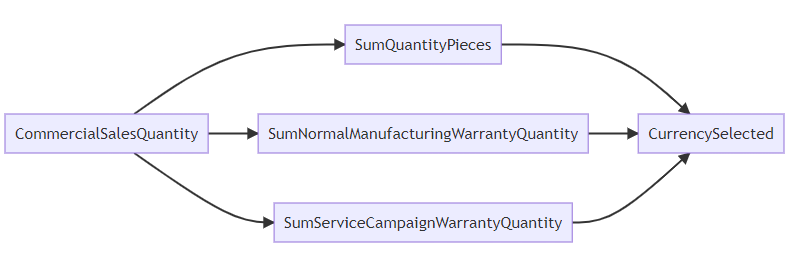 SumQuantityPieces
CommercialSalesQuantity
SumNormalManufacturingWarrantyQuantity
CurrencySelected
SumServiceCampaignWarrantyQuantity